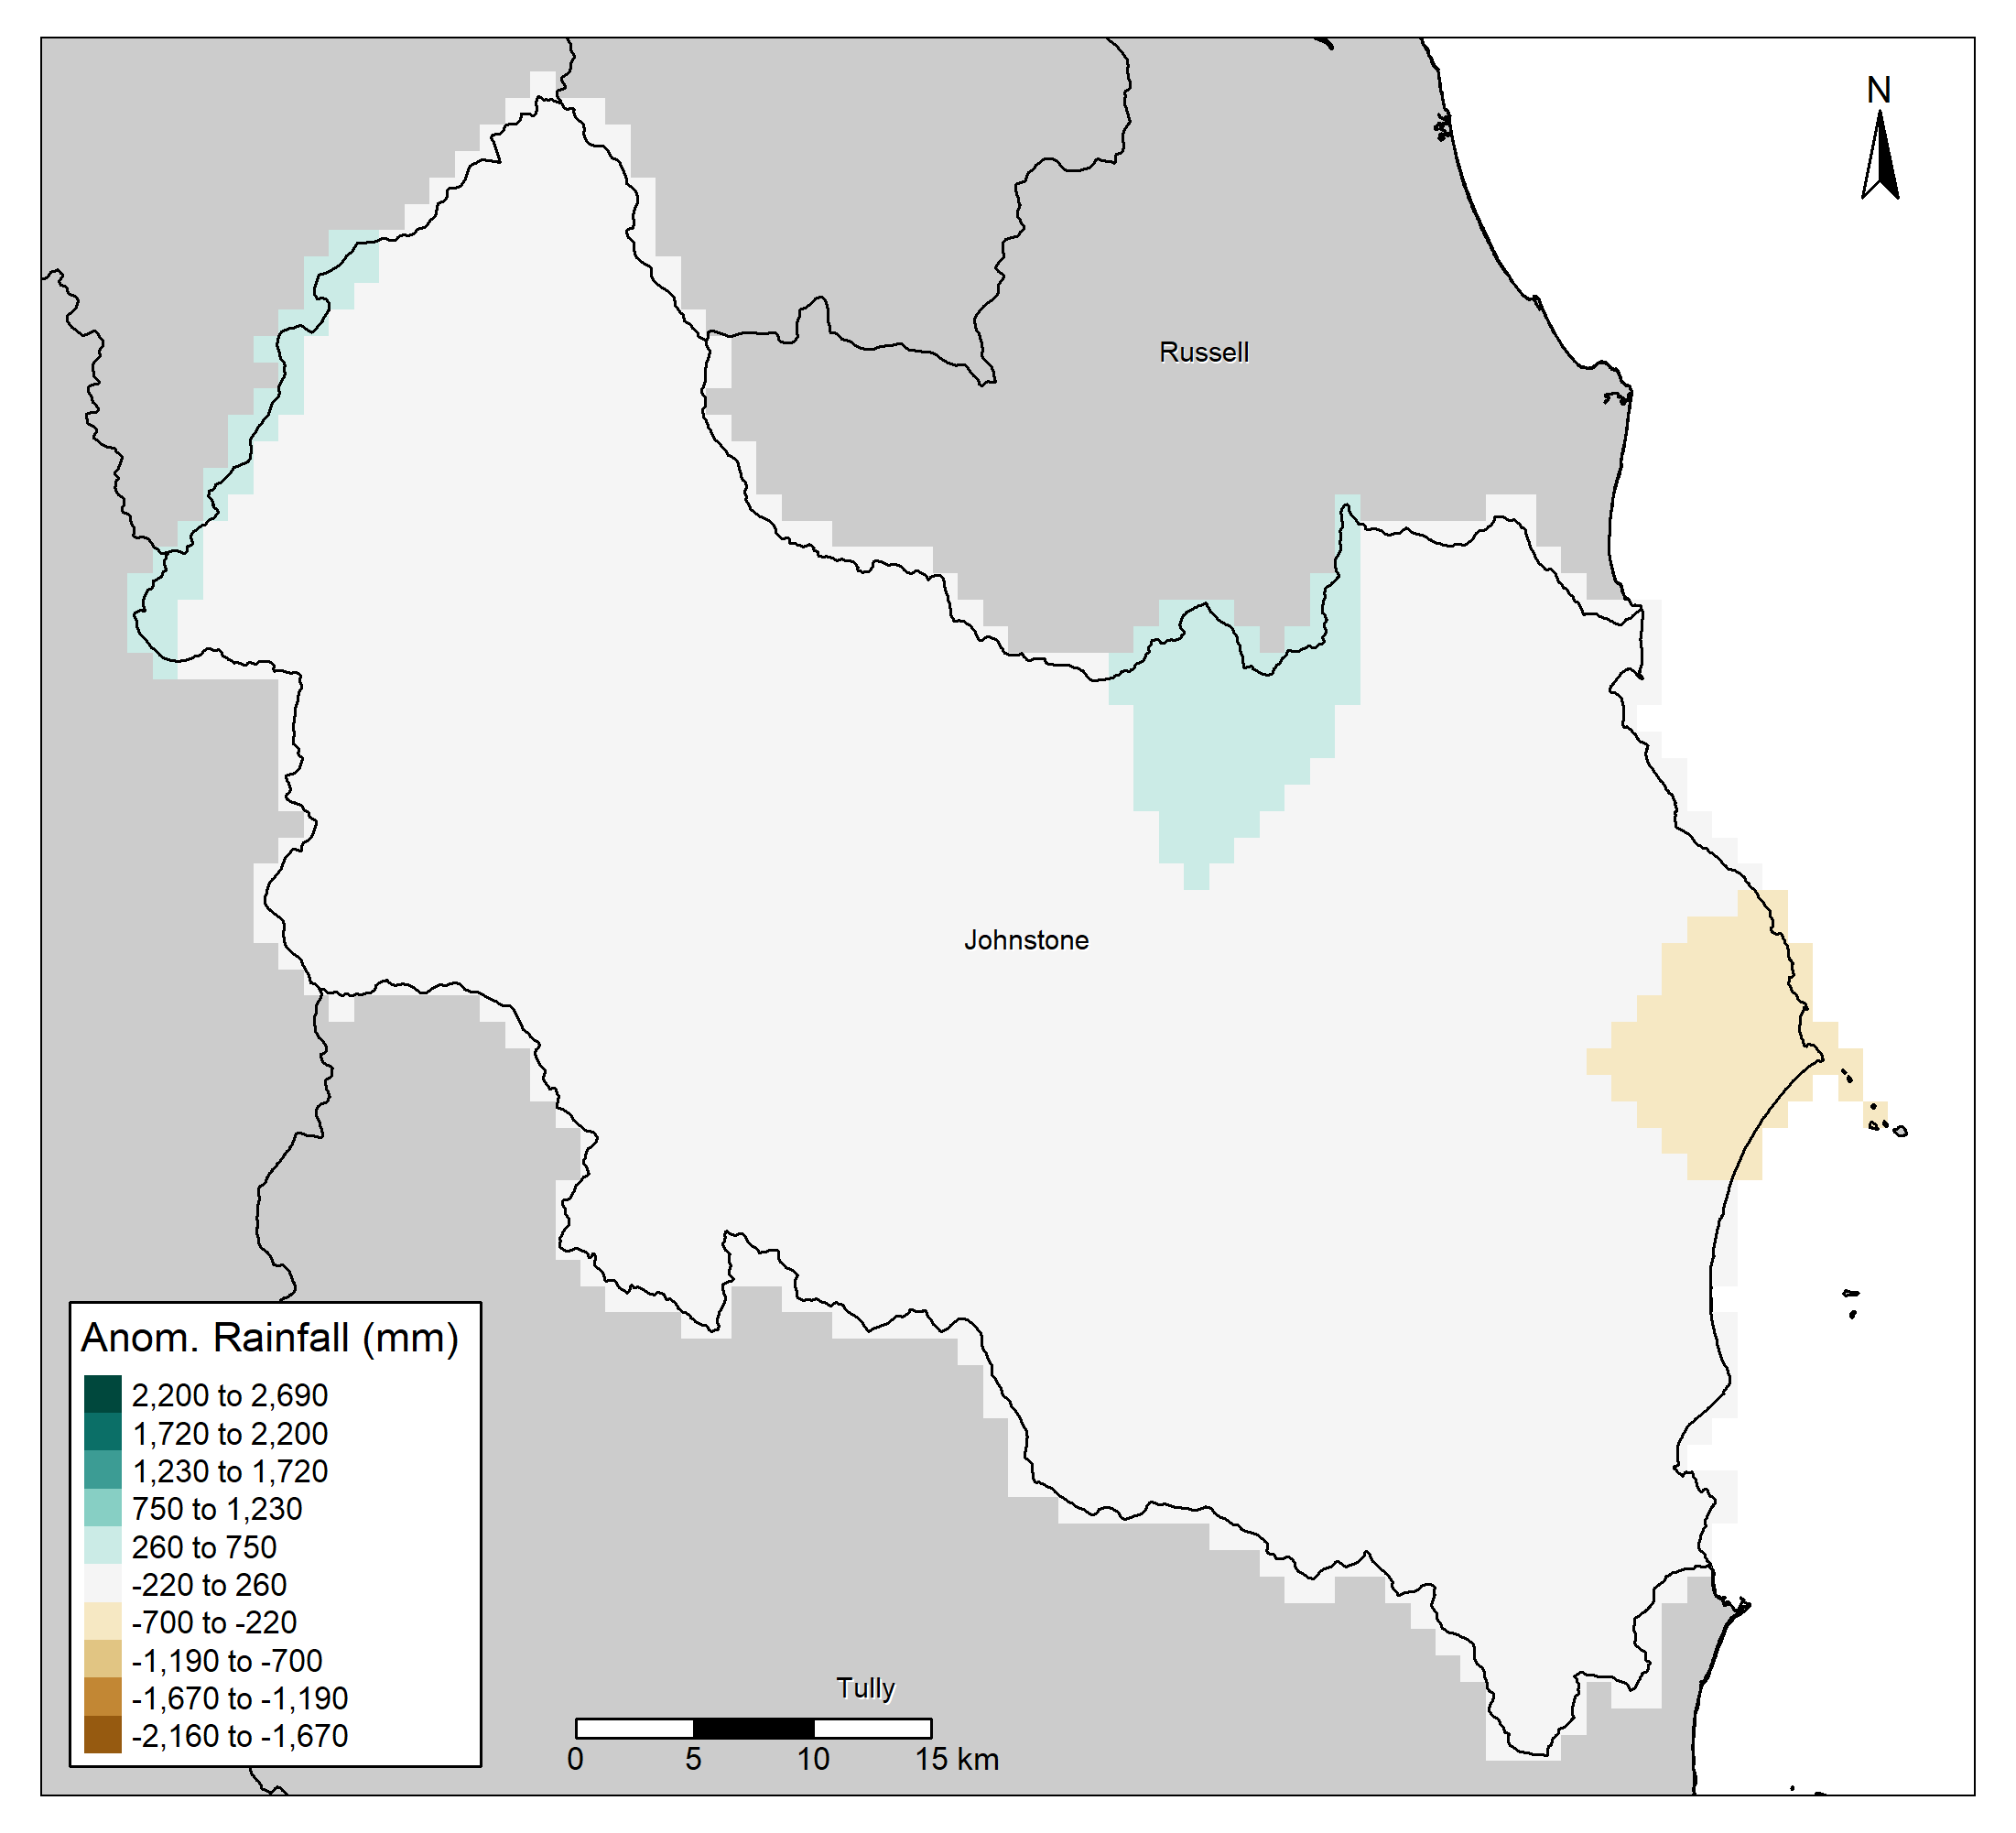 N
Russell
Johnstone
Anom. Rainfall (mm)
2,200 to 2,690
1,720 to 2,200
1,230 to 1,720
750 to 1,230
260 to 750
-220 to 260
-700 to -220
-1,190 to -700
-1,670 to -1,190
-2,160 to -1,670
Tully
0 5 10 15 km